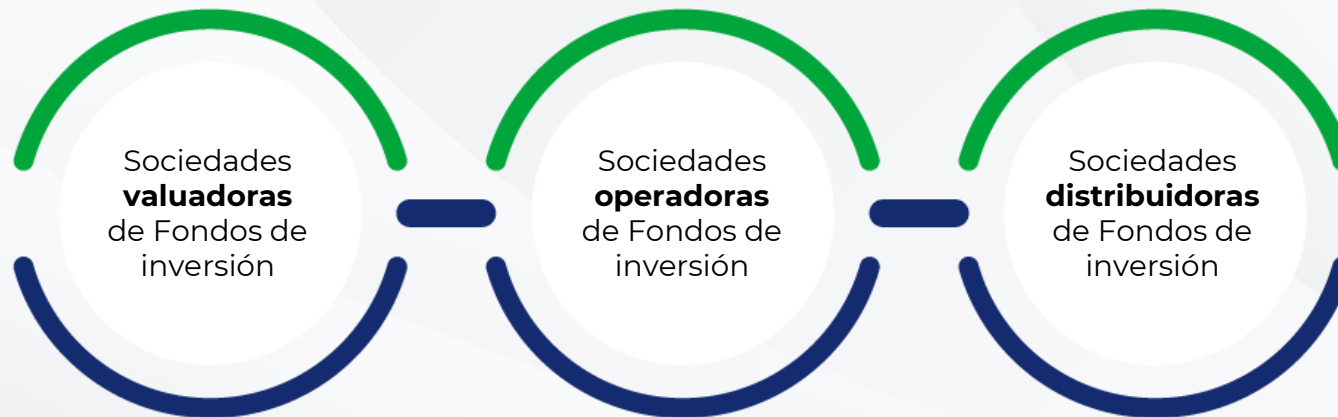 Sociedades
valuadoras
de Fondos de
inversión
Sociedades
operadoras
de Fondos de
inversión
Sociedades
distribuidoras
de Fondos de
inversión